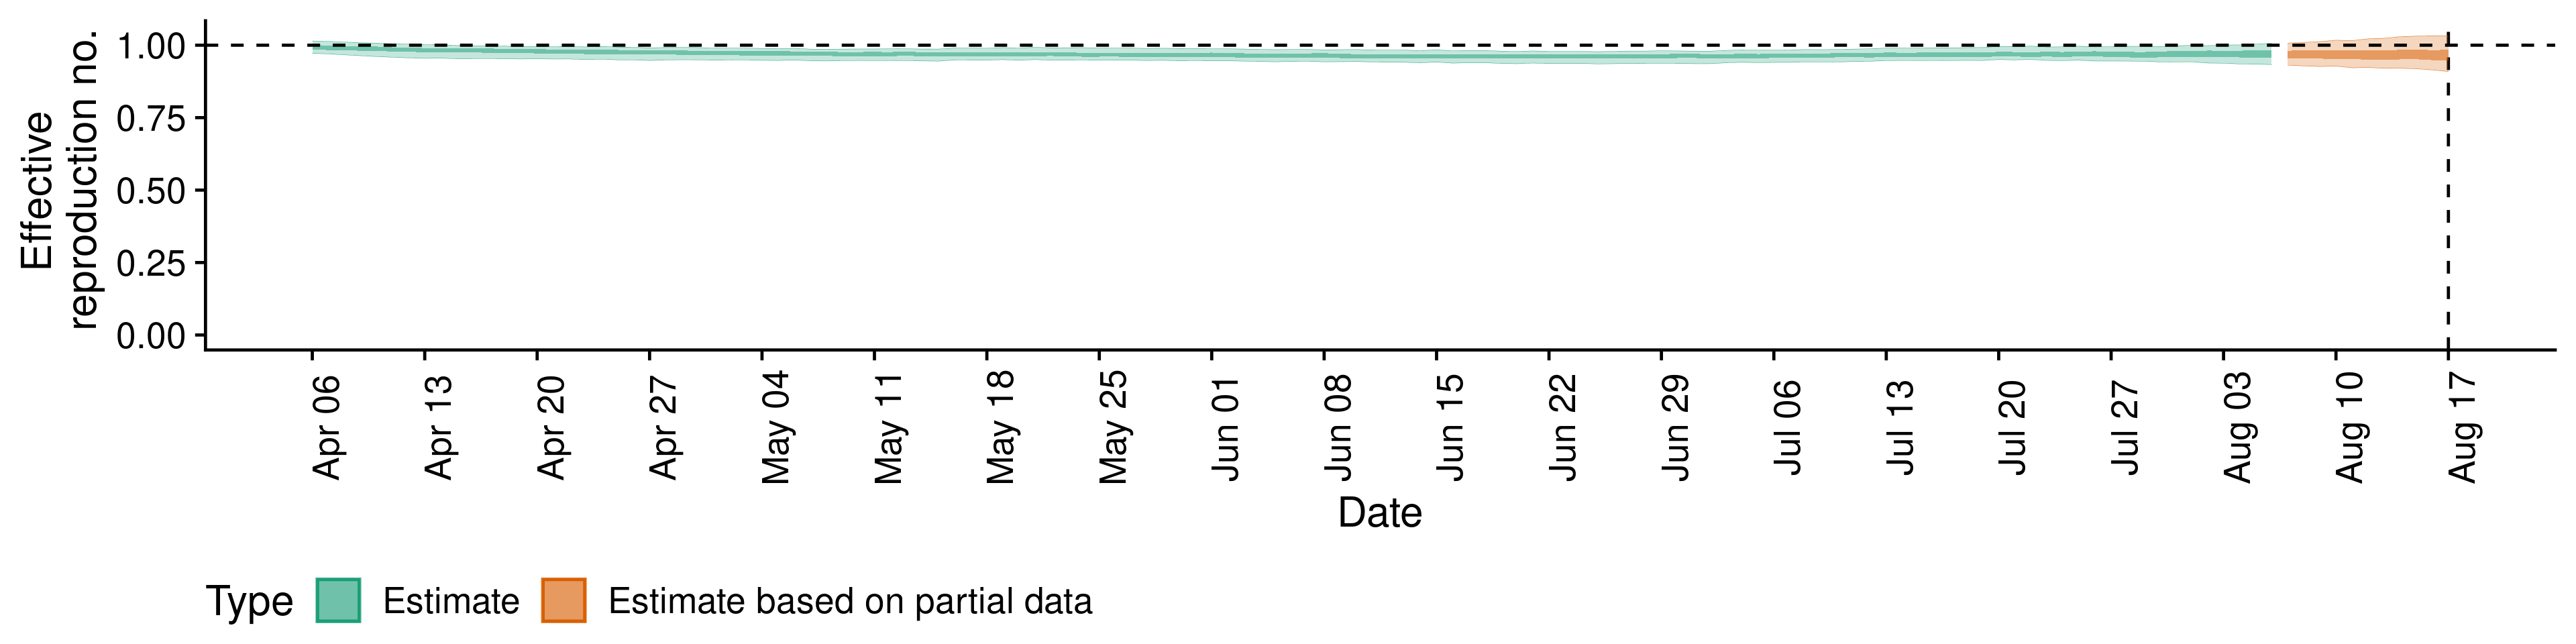 Effective
reproduction no.
1.00
0.75
0.50
0.25
0.00
Apr 06
Apr 13
Apr 20
Apr 27
May 04
May 11
May 18
May 25
Jun 01
Jun 08
Jun 15
Jun 22
Jun 29
Jul 06
Jul 13
Jul 20
Jul 27
Aug 03
Aug 10
Aug 17
Date
Type Estimate Estimate based on partial data